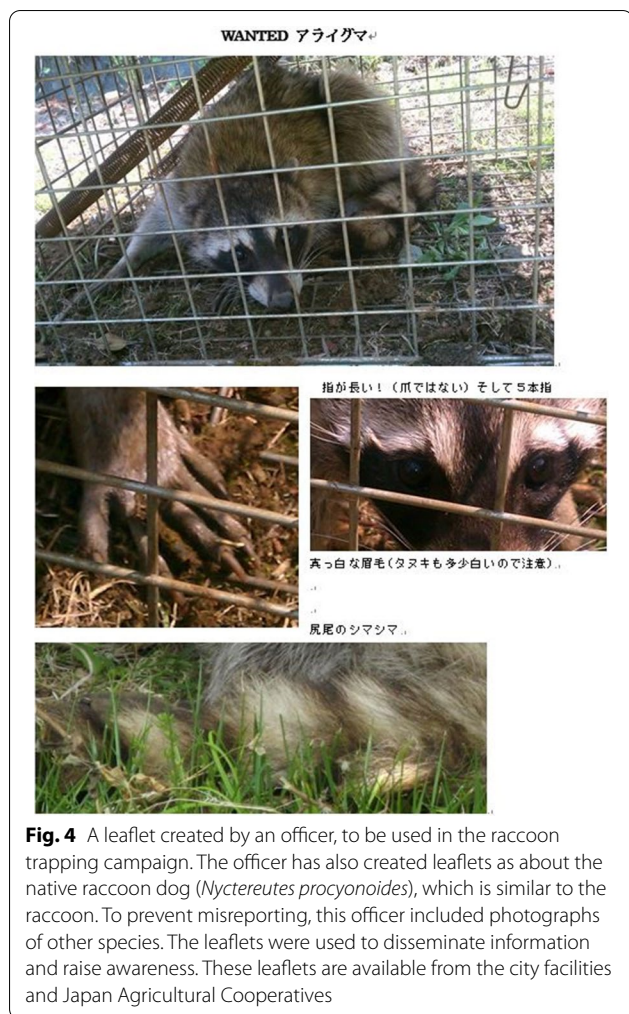 WANTED アライグマ
指が長い！（爪ではない）そして５本指
真っ白な眉毛（タヌキも多少白いので注意）
尻尾のシマシマ
Fig. 4 A leaflet created by an officer, to be used in the raccoon
trapping campaign. The officer has also created leaflets as about the
native raccoon dog (Nyctereutes procyonoides), which is similar to the
raccoon. To prevent misreporting, this officer included photographs
of other species. The leaflets were used to disseminate information
and raise awareness. These leaflets are available from the city facilities
and Japan Agricultural Cooperatives